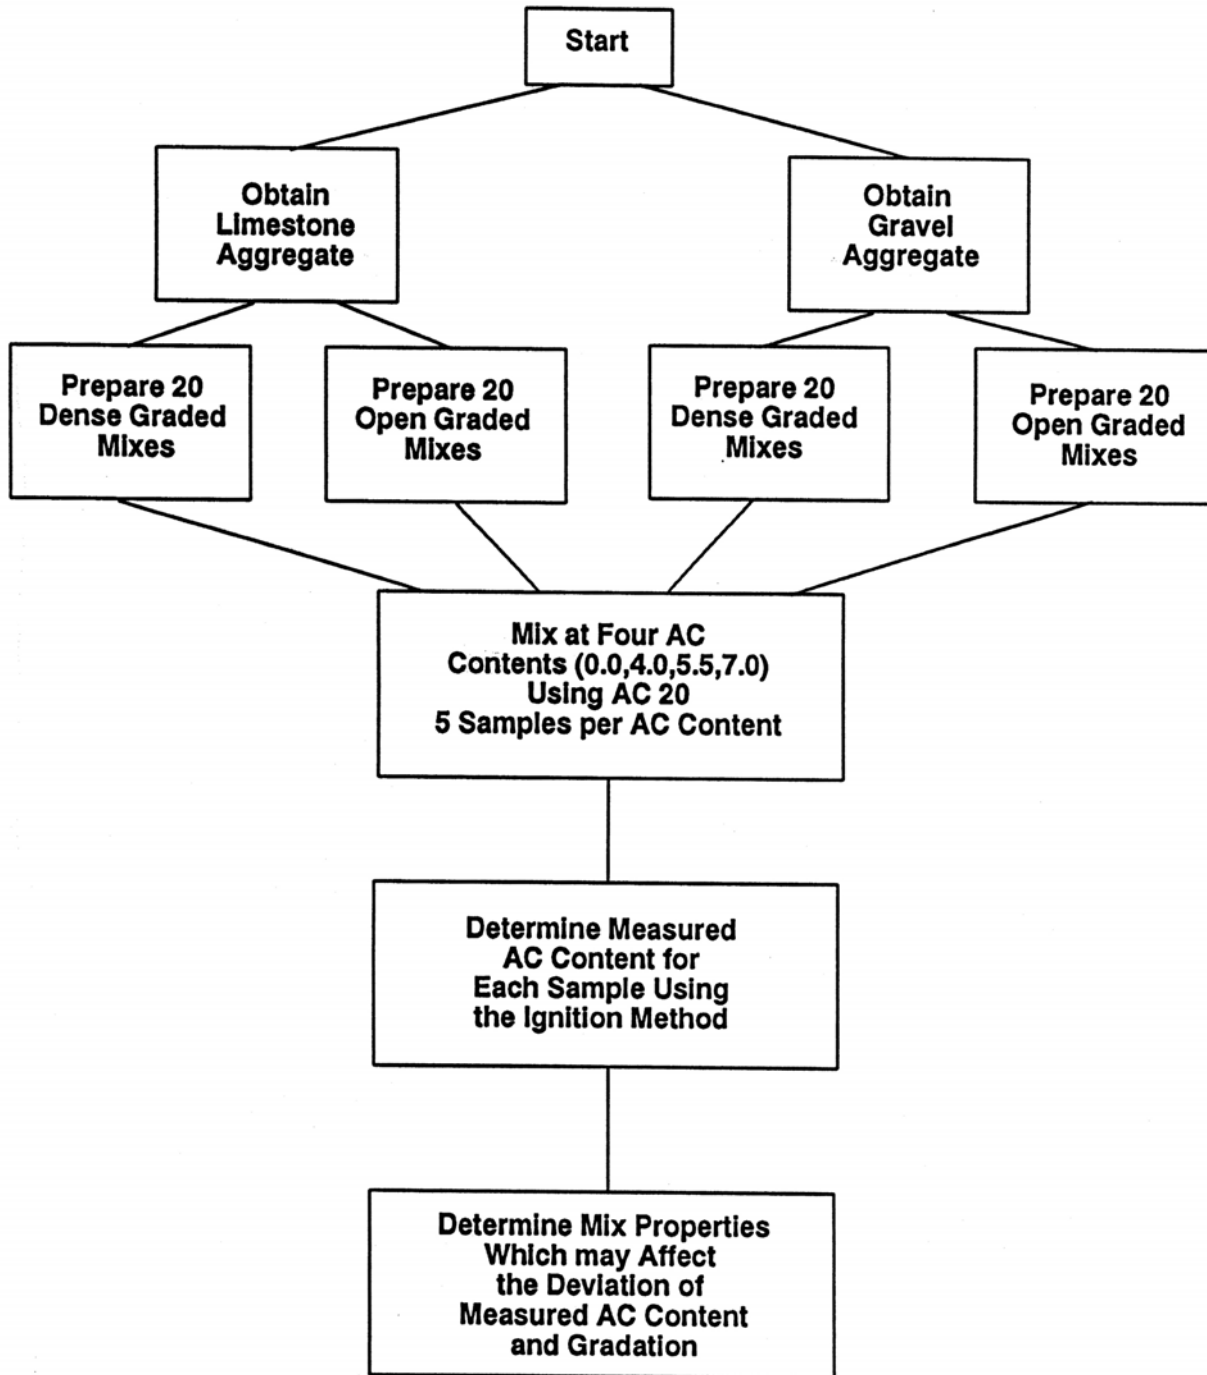 Start
Obtain
Limestone
Aggregate
Obtain
Gravel
Aggregate
Prepare 20
Dense Graded
Mixes
Prepare 20
Open Graded
Mixes
Prepare 20
Dense Graded
Mixes
Prepare 20
Open Graded
Mixes
Mix at Four AC
Contents (0.0,4.0,5.5,7.0)
Using AC 20
5 Samples per AC Content
Determine Measured
AC Content for
Each Sample Using
the Ignition Method
Determine Mix Properties
Which may Affect
the Deviation of
Measured AC Content
and Gradation